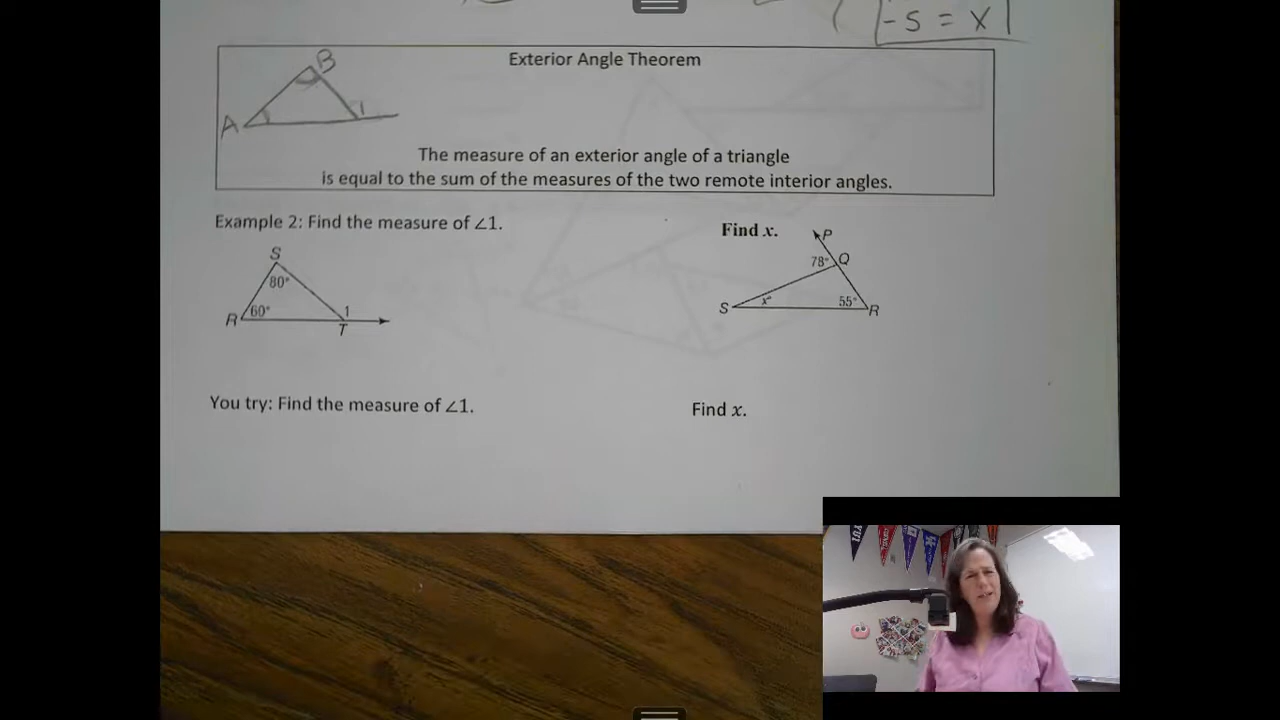 -5 = x
Exterior Angle Theorem
B
A
1
The measure of an exterior angle of a triangle
is equal to the sum of the measures of the two remote interior angles.
Example 2: Find the measure of ∠1.
Find x.
S
80°
R
60°
1
T
P
78°
Q
S
x°
55°
R
You try: Find the measure of ∠1.
Find x.